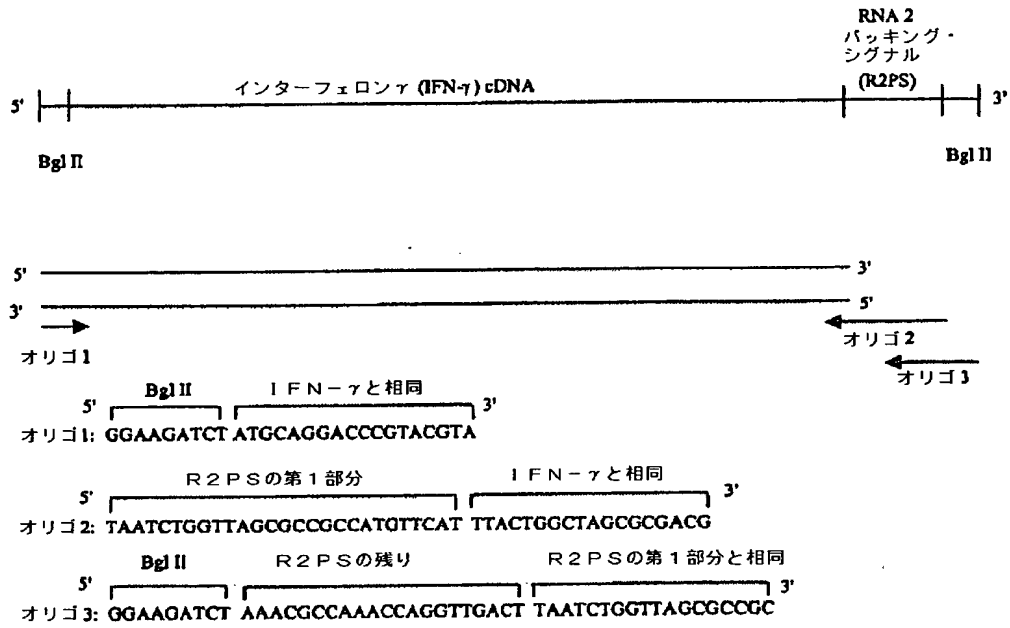 RNA 2
パッキング・
シグナル
(R2PS)
インターフェロンγ (IFN-γ) cDNA
5' 3'
Bgl II Bgl II
5' 3'
3' 5'
オリゴ1 オリゴ2
オリゴ3
Bgl II IFN-γと相同
5' 3'
オリゴ1: GGAAGATCT ATGCAGGACCCGTACGTA
R2PSの第1部分 IFN-γと相同
5' 3'
オリゴ2: TAATCTGGTTAGCGCCGCCATGTTCAT TTACTGGCTAGCGCGACG
Bgl II R2PSの残り R2PSの第1部分と相同
5' 3'
オリゴ3: GGAAGATCT AAACGCCAAACCAGGTTGACT TAATCTGGTTAGCGCCGC